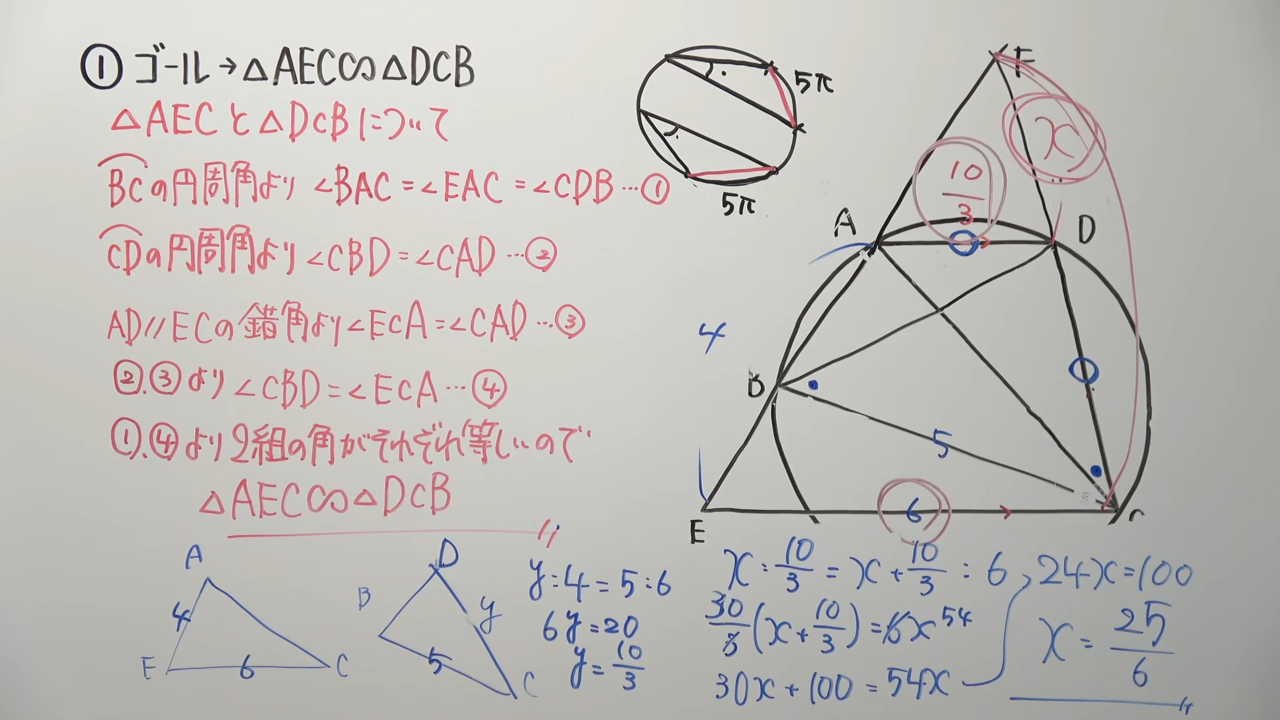 ① ゴール→△AEC∽△DCB
△AECと△DCBについて
BCの円周角より ∠BAC=∠EAC=∠CDB…①
CDの円周角より ∠CBD=∠CAD…②
AD//ECの錯角より∠ECA=∠CAD…③
②.③より ∠CBD=∠ECA…④
①.④より2組の角がそれぞれ等しいので
△AEC∽△DCB
A
4
E
6
C
D
B
y
5
C
y:4=5:6
6y=20
y=10/3
5π
5π
F
x
10/3
A
D
4
B
5
E
6
C
x:10/3=x+10/3:6
30/3(x+10/3)=6x54
30x+100=54x
24x=100
x=25/6